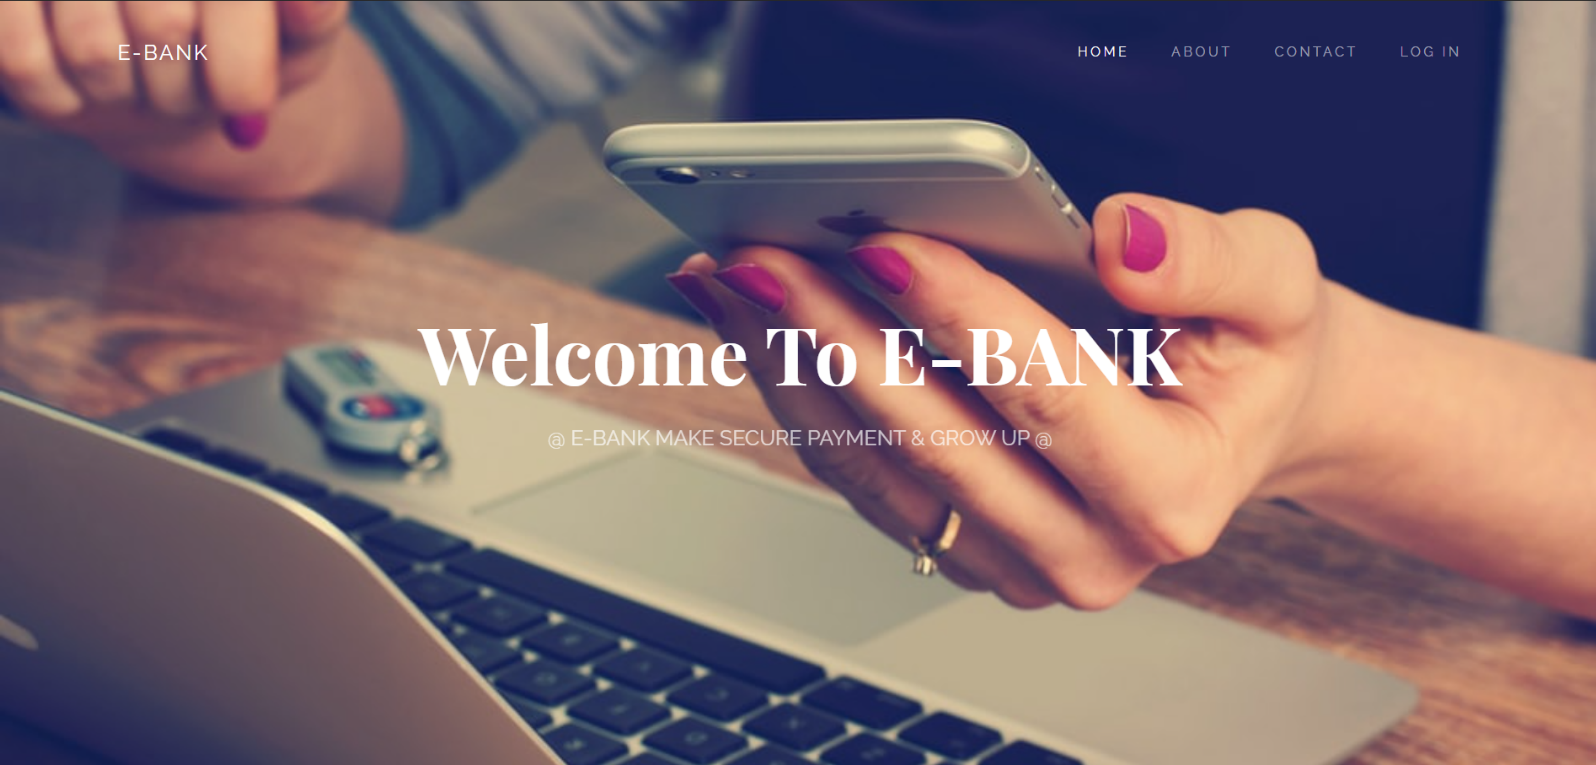 E-BANK
HOME ABOUT CONTACT LOG IN
Welcome To E-BANK
@ E-BANK MAKE SECURE PAYMENT & GROW UP @